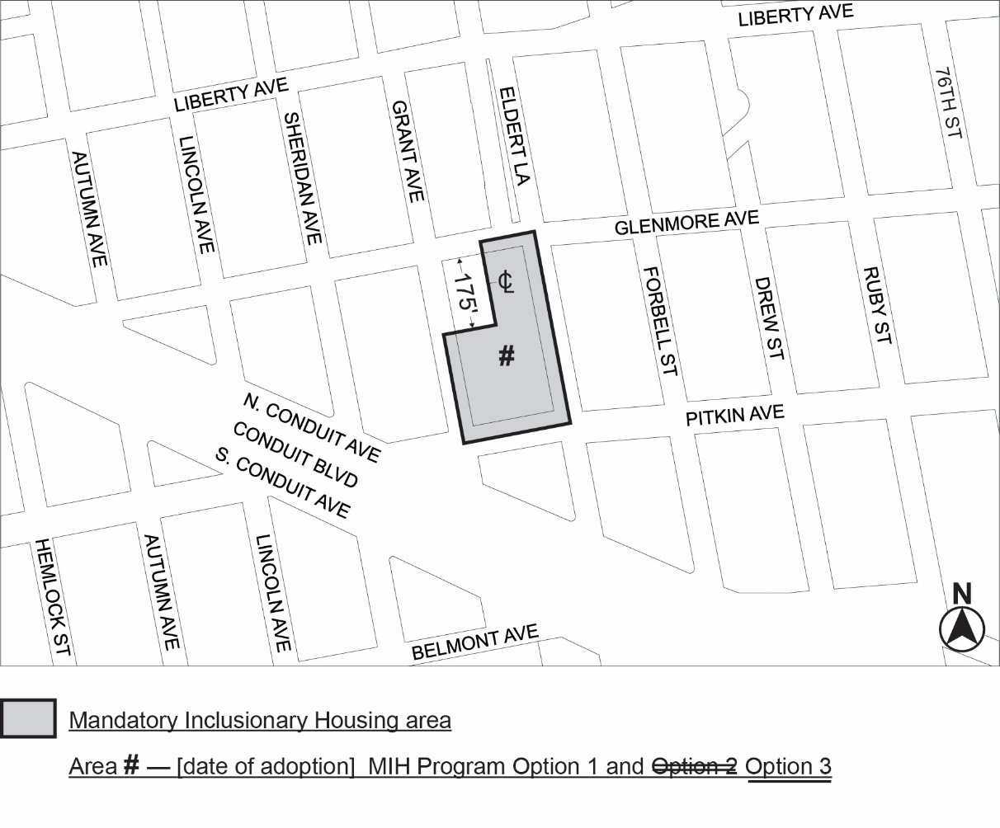 LIBERTY AVE
LIBERTY AVE
76TH ST
ELDERT LA
GRANT AVE
SHERIDAN AVE
LINCOLN AVE
AUTUMN AVE
GLENMORE AVE
175'
℄
FORBELL ST
DREW ST
RUBY ST
#
N. CONDUIT AVE
CONDUIT BLVD
S. CONDUIT AVE
PITKIN AVE
HEMLOCK ST
AUTUMN AVE
LINCOLN AVE
BELMONT AVE
N
Mandatory Inclusionary Housing area
Area # — [date of adoption] MIH Program Option 1 and Option 2 Option 3